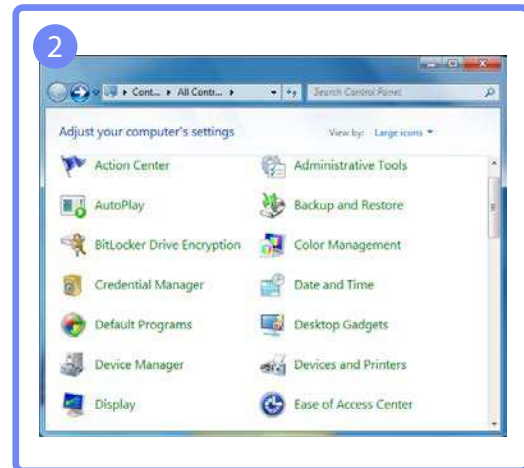 2
Cont... All Contr...
Search Control Panel
Adjust your computer's settings
View by: Large icons
Action Center
Administrative Tools
AutoPlay
Backup and Restore
BitLocker Drive Encryption
Color Management
Credential Manager
Date and Time
Default Programs
Desktop Gadgets
Device Manager
Devices and Printers
Display
Ease of Access Center